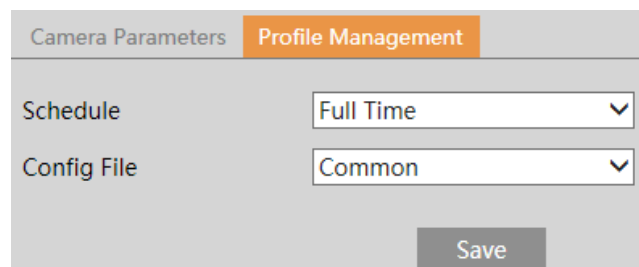 Camera Parameters Profile Management
Schedule Full Time
Config File Common
Save